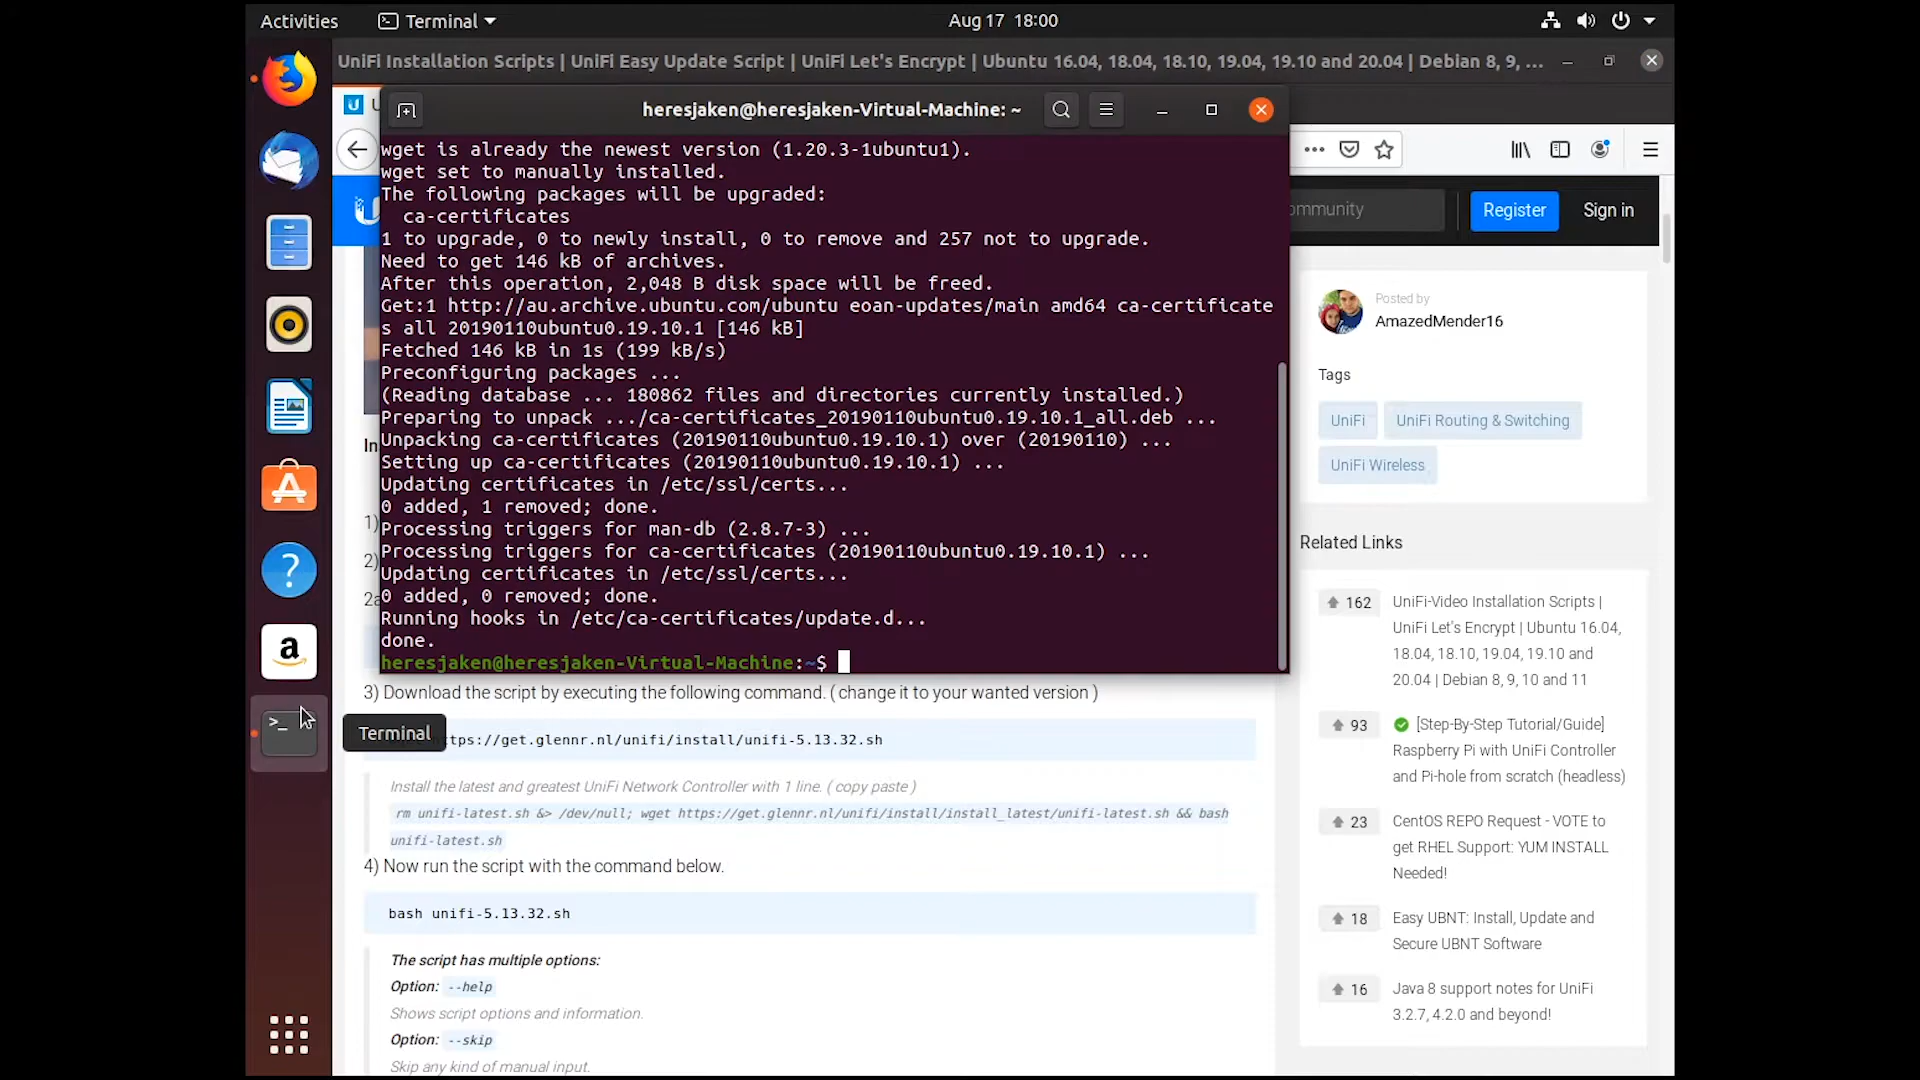 Activities
Terminal
Aug 17 18:00
UniFi Installation Scripts | UniFi Easy Update Script | UniFi Let's Encrypt | Ubuntu 16.04, 18.04, 18.10, 19.04, 19.10 and 20.04 | Debian 8, 9, ...
heresjaken@heresjaken-Virtual-Machine: ~
wget is already the newest version (1.20.3-1ubuntu1).
wget set to manually installed.
The following packages will be upgraded:
ca-certificates
1 to upgrade, 0 to newly install, 0 to remove and 257 not to upgrade.
Need to get 146 kB of archives.
After this operation, 2,048 B disk space will be freed.
Get:1 http://au.archive.ubuntu.com/ubuntu eoan-updates/main amd64 ca-certificate
s all 20190110ubuntu0.19.10.1 [146 kB]
Fetched 146 kB in 1s (199 kB/s)
Preconfiguring packages ...
(Reading database ... 180862 files and directories currently installed.)
Preparing to unpack .../ca-certificates_20190110ubuntu0.19.10.1_all.deb ...
Unpacking ca-certificates (20190110ubuntu0.19.10.1) over (20190110) ...
Setting up ca-certificates (20190110ubuntu0.19.10.1) ...
Updating certificates in /etc/ssl/certs...
0 added, 1 removed; done.
Processing triggers for man-db (2.8.7-3) ...
Processing triggers for ca-certificates (20190110ubuntu0.19.10.1) ...
Updating certificates in /etc/ssl/certs...
0 added, 0 removed; done.
Running hooks in /etc/ca-certificates/update.d...
done.
heresjaken@heresjaken-Virtual-Machine:~$
In
1)
2)
2a
3) Download the script by executing the following command. ( change it to your wanted version )
Terminal
ttps://get.glennr.nl/unifi/install/unifi-5.13.32.sh
Install the latest and greatest UniFi Network Controller with 1 line. ( copy paste )
rm unifi-latest.sh &> /dev/null; wget https://get.glennr.nl/unifi/install/install_latest/unifi-latest.sh && bash
unifi-latest.sh
4) Now run the script with the command below.
bash unifi-5.13.32.sh
The script has multiple options:
Option: --help
Shows script options and information.
Option: --skip
Skip any kind of manual input.
ommunity
Register
Sign in
Posted by
AmazedMender16
Tags
UniFi
UniFi Routing & Switching
UniFi Wireless
Related Links
162
UniFi-Video Installation Scripts |
UniFi Let's Encrypt | Ubuntu 16.04,
18.04, 18.10, 19.04, 19.10 and
20.04 | Debian 8, 9, 10 and 11
93
[Step-By-Step Tutorial/Guide]
Raspberry Pi with UniFi Controller
and Pi-hole from scratch (headless)
23
CentOS REPO Request - VOTE to
get RHEL Support: YUM INSTALL
Needed!
18
Easy UBNT: Install, Update and
Secure UBNT Software
16
Java 8 support notes for UniFi
3.2.7, 4.2.0 and beyond!